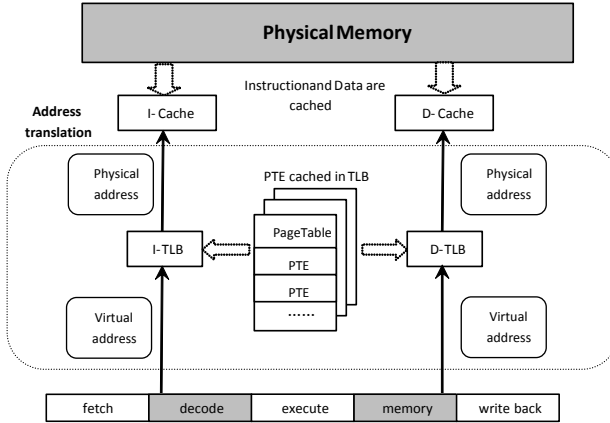 Physical Memory
Instructionand Data are
cached
I- Cache
D- Cache
Address
translation
Physical
address
PTE cached in TLB
Physical
address
PageTable
I-TLB
D-TLB
PTE
PTE
......
Virtual
address
Virtual
address
fetch
decode
execute
memory
write back